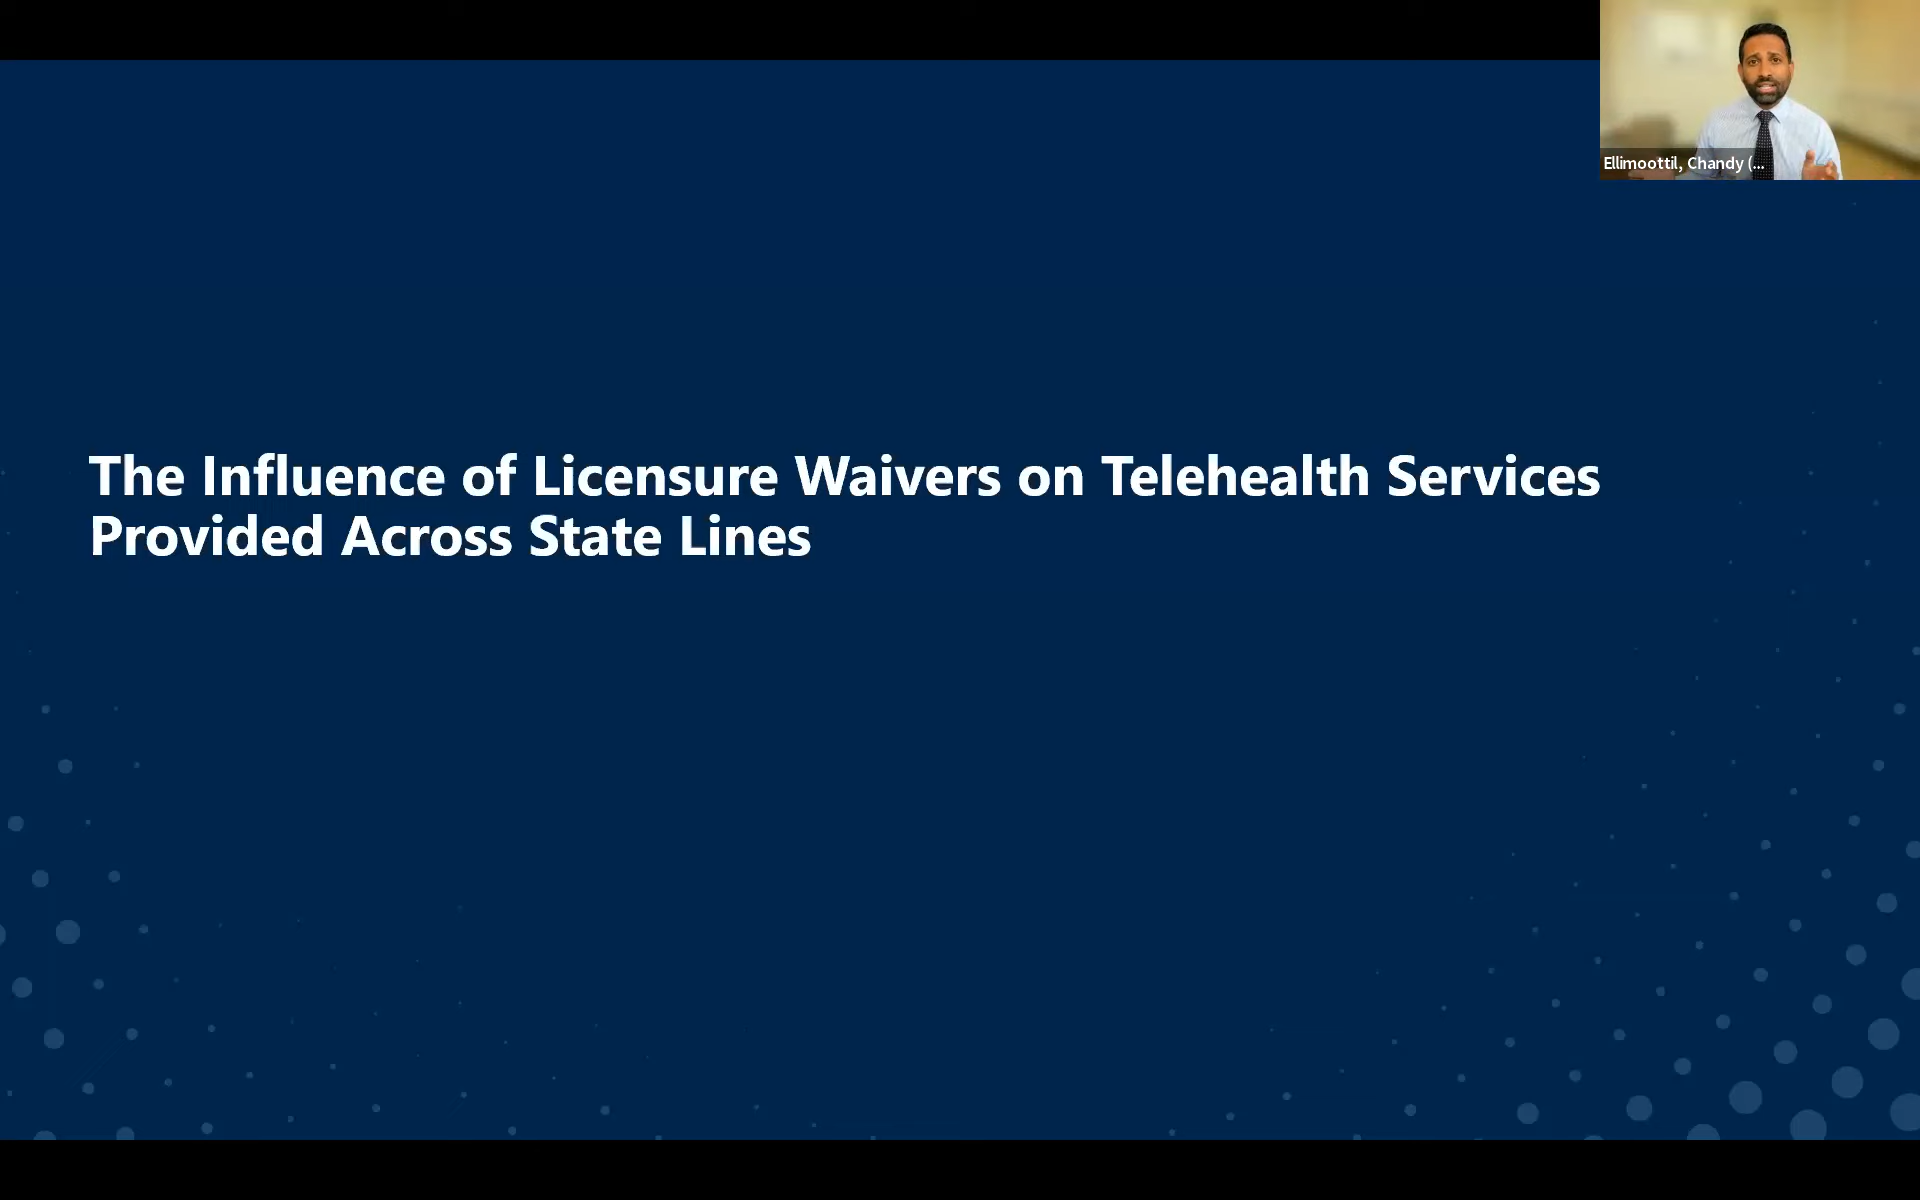 Ellimoottil, Chandy (...
The Influence of Licensure Waivers on Telehealth Services
Provided Across State Lines